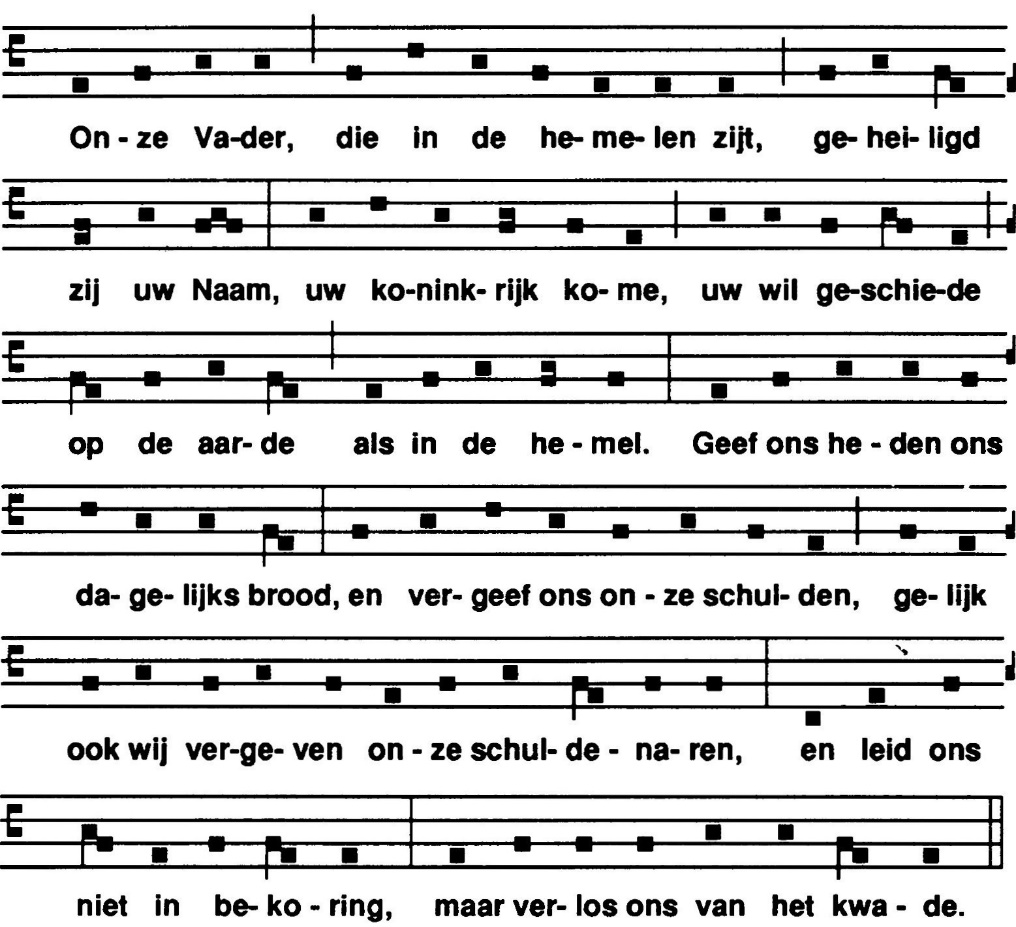 On - ze Va-der, die in de he- me- len zijt, ge- hei- ligd
zij uw Naam, uw ko-nink- rijk ko- me, uw wil ge-schie-de
op de aar- de als in de he - mel. Geef ons he - den ons
da- ge- lijks brood, en ver- geef ons on - ze schul- den, ge- lijk
ook wij ver-ge- ven on - ze schul- de - na- ren, en leid ons
niet in be- ko - ring, maar ver- los ons van het kwa - de.